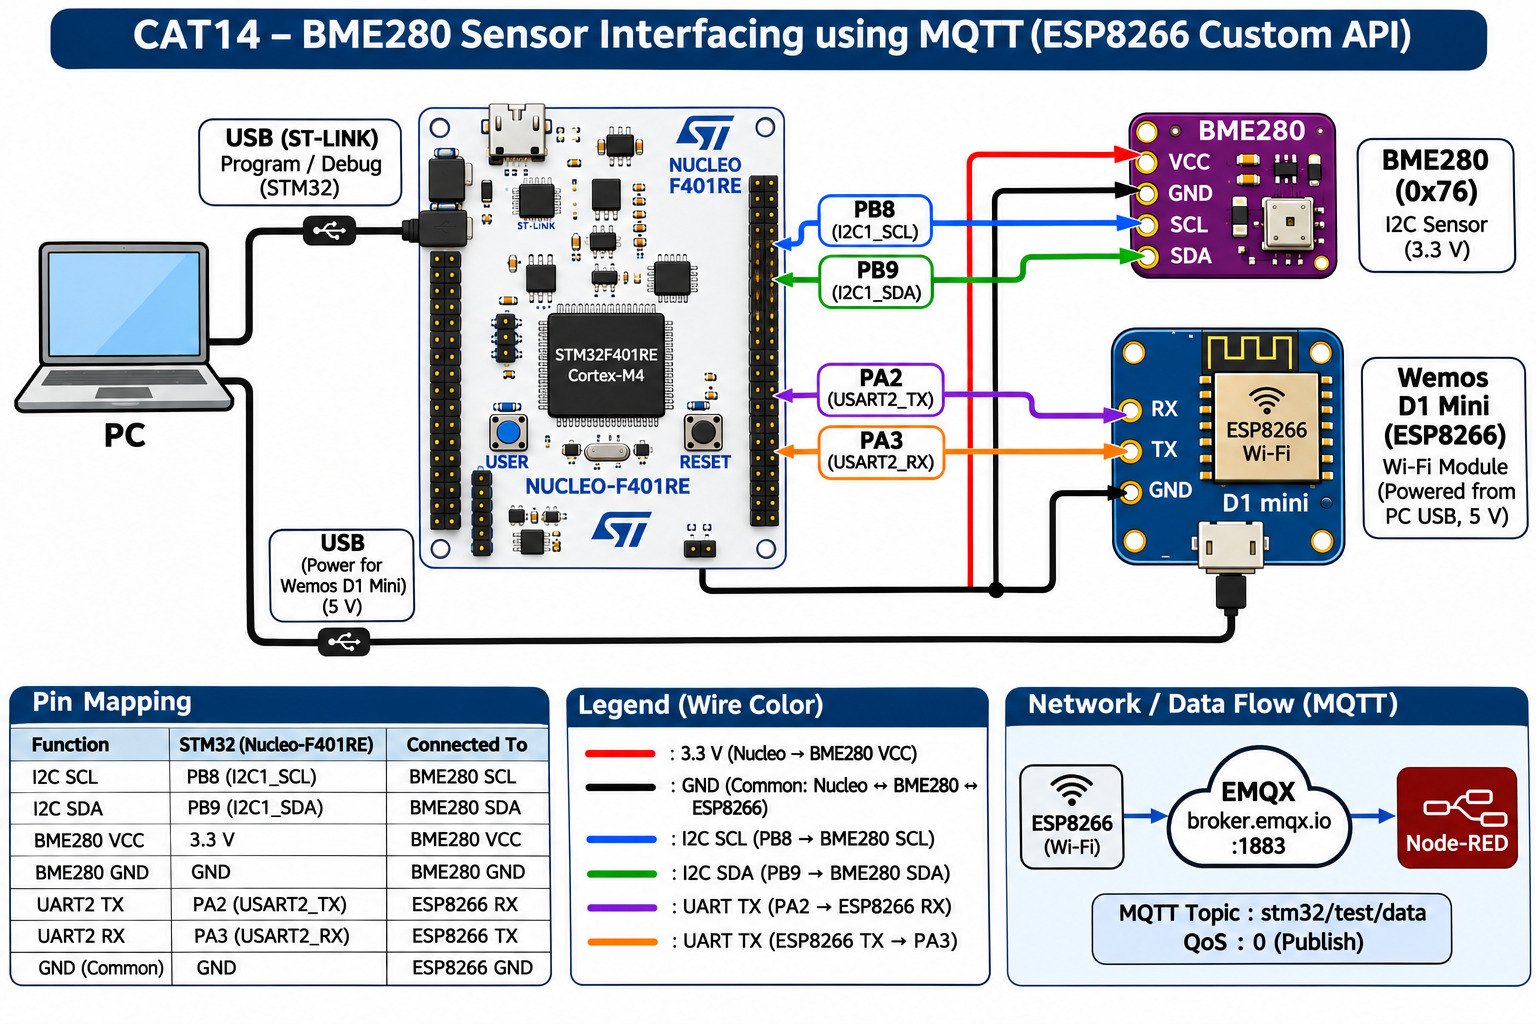 CAT14 – BME280 Sensor Interfacing using MQTT (ESP8266 Custom API)
USB (ST-LINK)
Program / Debug
(STM32)
ST
NUCLEO
F401RE
ST-LINK
STM32F401RE
Cortex-M4
USER
RESET
NUCLEO-F401RE
ST
PC
USB
(Power for
Wemos D1 Mini)
(5 V)
PB8
(I2C1_SCL)
PB9
(I2C1_SDA)
PA2
(USART2_TX)
PA3
(USART2_RX)
BME280
VCC
GND
SCL
SDA
BME280
(0x76)
I2C Sensor
(3.3 V)
RX
TX
GND
ESP8266
Wi-Fi
D1 mini
Wemos
D1 Mini
(ESP8266)
Wi-Fi Module
(Powered from
PC USB, 5 V)
Pin Mapping
Function STM32 (Nucleo-F401RE) Connected To
I2C SCL PB8 (I2C1_SCL) BME280 SCL
I2C SDA PB9 (I2C1_SDA) BME280 SDA
BME280 VCC 3.3 V BME280 VCC
BME280 GND GND BME280 GND
UART2 TX PA2 (USART2_TX) ESP8266 RX
UART2 RX PA3 (USART2_RX) ESP8266 TX
GND (Common) GND ESP8266 GND
Legend (Wire Color)
: 3.3 V (Nucleo → BME280 VCC)
: GND (Common: Nucleo ↔ BME280 ↔
ESP8266)
: I2C SCL (PB8 → BME280 SCL)
: I2C SDA (PB9 → BME280 SDA)
: UART TX (PA2 → ESP8266 RX)
: UART TX (ESP8266 TX → PA3)
Network / Data Flow (MQTT)
ESP8266
(Wi-Fi)
EMQX
broker.emqx.io
:1883
Node-RED
MQTT Topic : stm32/test/data
QoS : 0 (Publish)